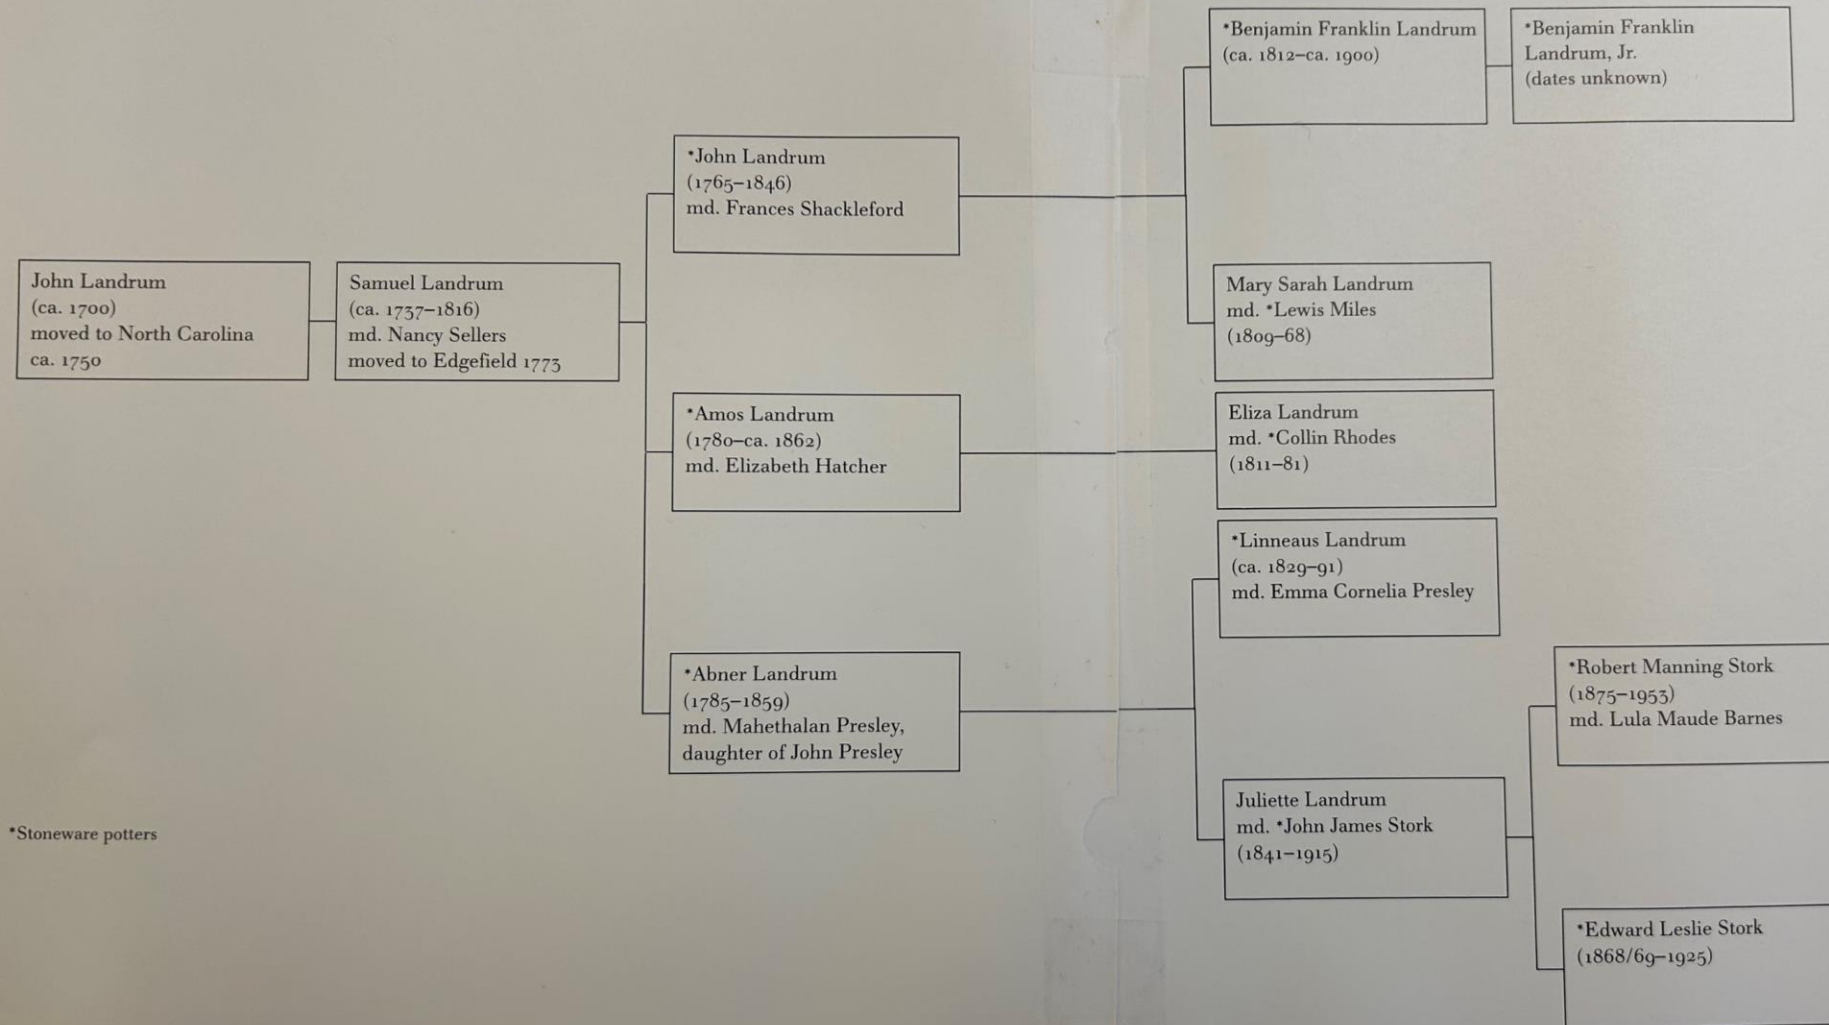 John Landrum
(ca. 1700)
moved to North Carolina
ca. 1750
Samuel Landrum
(ca. 1737–1816)
md. Nancy Sellers
moved to Edgefield 1773
*John Landrum
(1765–1846)
md. Frances Shackleford
*Amos Landrum
(1780–ca. 1862)
md. Elizabeth Hatcher
*Abner Landrum
(1785–1859)
md. Mahethalan Presley,
daughter of John Presley
*Benjamin Franklin Landrum
(ca. 1812–ca. 1900)
*Benjamin Franklin
Landrum, Jr.
(dates unknown)
Mary Sarah Landrum
md. *Lewis Miles
(1809–68)
Eliza Landrum
md. *Collin Rhodes
(1811–81)
*Linneaus Landrum
(ca. 1829–91)
md. Emma Cornelia Presley
Juliette Landrum
md. *John James Stork
(1841–1915)
*Robert Manning Stork
(1875–1953)
md. Lula Maude Barnes
*Edward Leslie Stork
(1868/69–1925)
*Stoneware potters